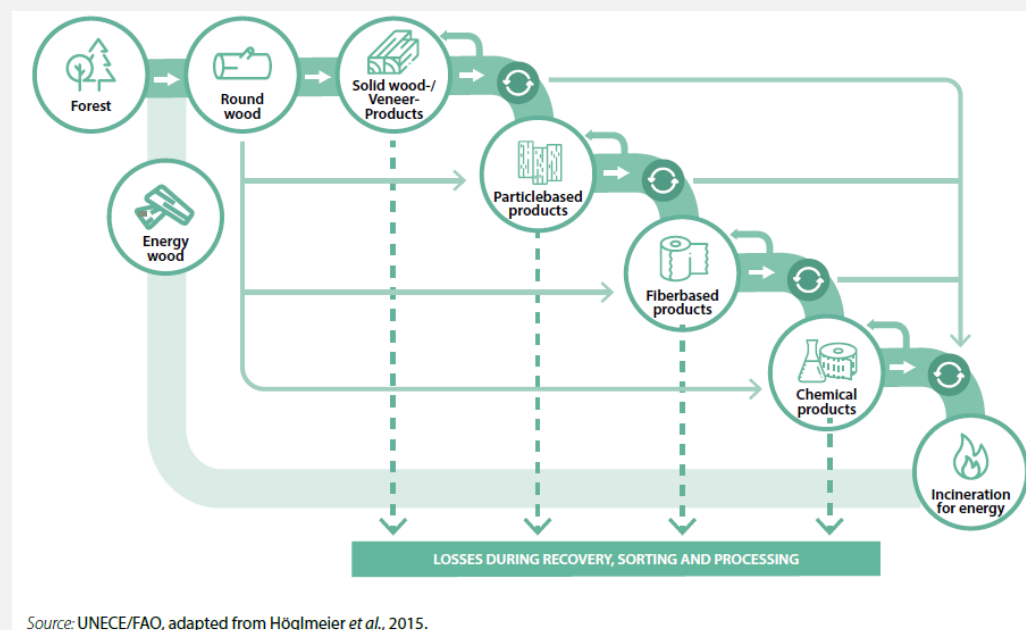 Forest
Round
wood
Solid wood-/
Veneer-
Products
Particlebased
products
Energy
wood
Fiberbased
products
Chemical
products
Incineration
for energy
LOSSES DURING RECOVERY, SORTING AND PROCESSING
Source: UNECE/FAO, adapted from Höglmeier et al., 2015.